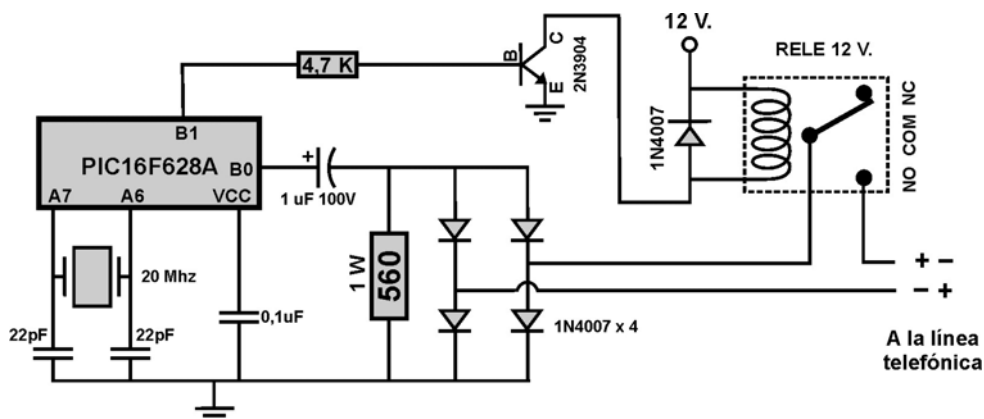 12 V.
RELE 12 V.
4,7 K
B
C
E
2N3904
1N4007
NO COM NC
B1
PIC16F628A
B0
A7
A6
VCC
+
1 uF 100V
20 Mhz
22pF
22pF
0,1uF
1 W
560
1N4007 x 4
+ −
− +
A la línea
telefónica